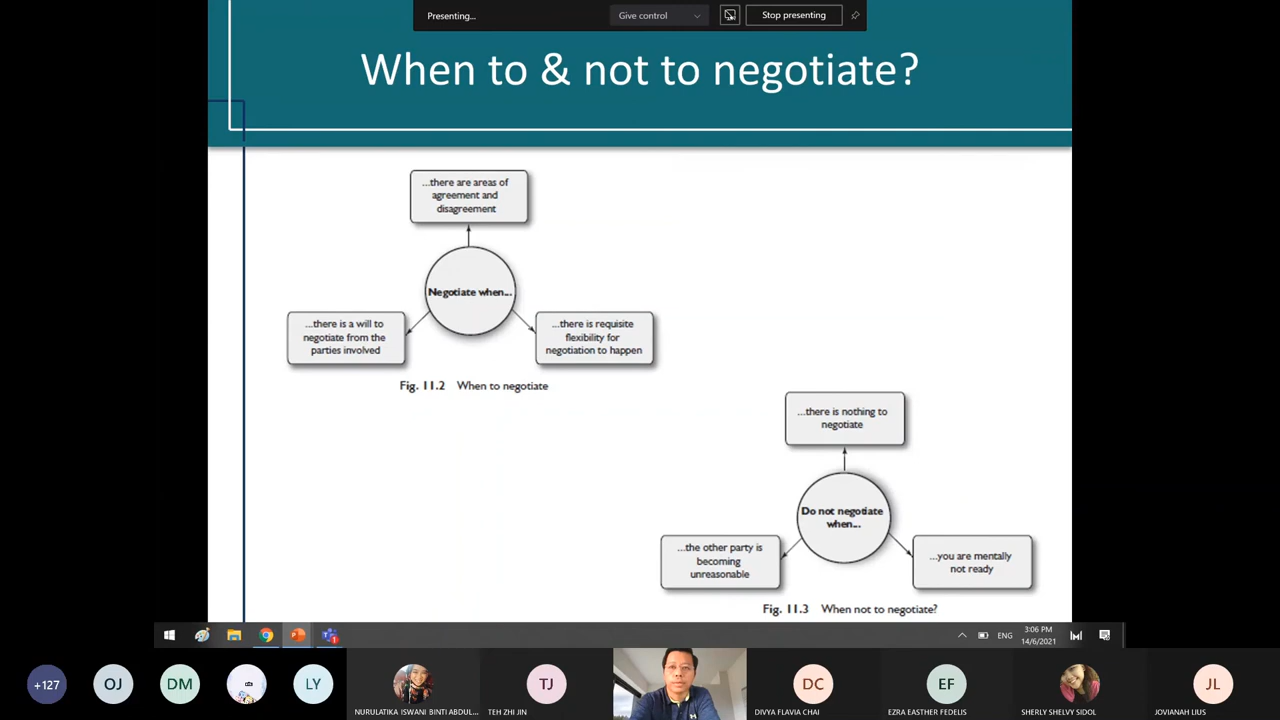 Presenting...
Give control
Stop presenting
When to & not to negotiate?
...there are areas of
agreement and
disagreement
Negotiate when...
...there is a will to
negotiate from the
parties involved
...there is requisite
flexibility for
negotiation to happen
Fig. 11.2 When to negotiate
...there is nothing to
negotiate
Do not negotiate
when...
...the other party is
becoming
unreasonable
...you are mentally
not ready
Fig. 11.3 When not to negotiate?
ENG
3:06 PM
14/6/2021
+127
OJ
DM
LY
NURULATIKA ISWANI BINTI ABDUL...
TJ
TEH ZHI JIN
DC
DIVYA FLAVIA CHAI
EF
EZRA EASTHER FEDELIS
SHERLY SHELVY SIDOL
JL
JOVIANAH LIUS